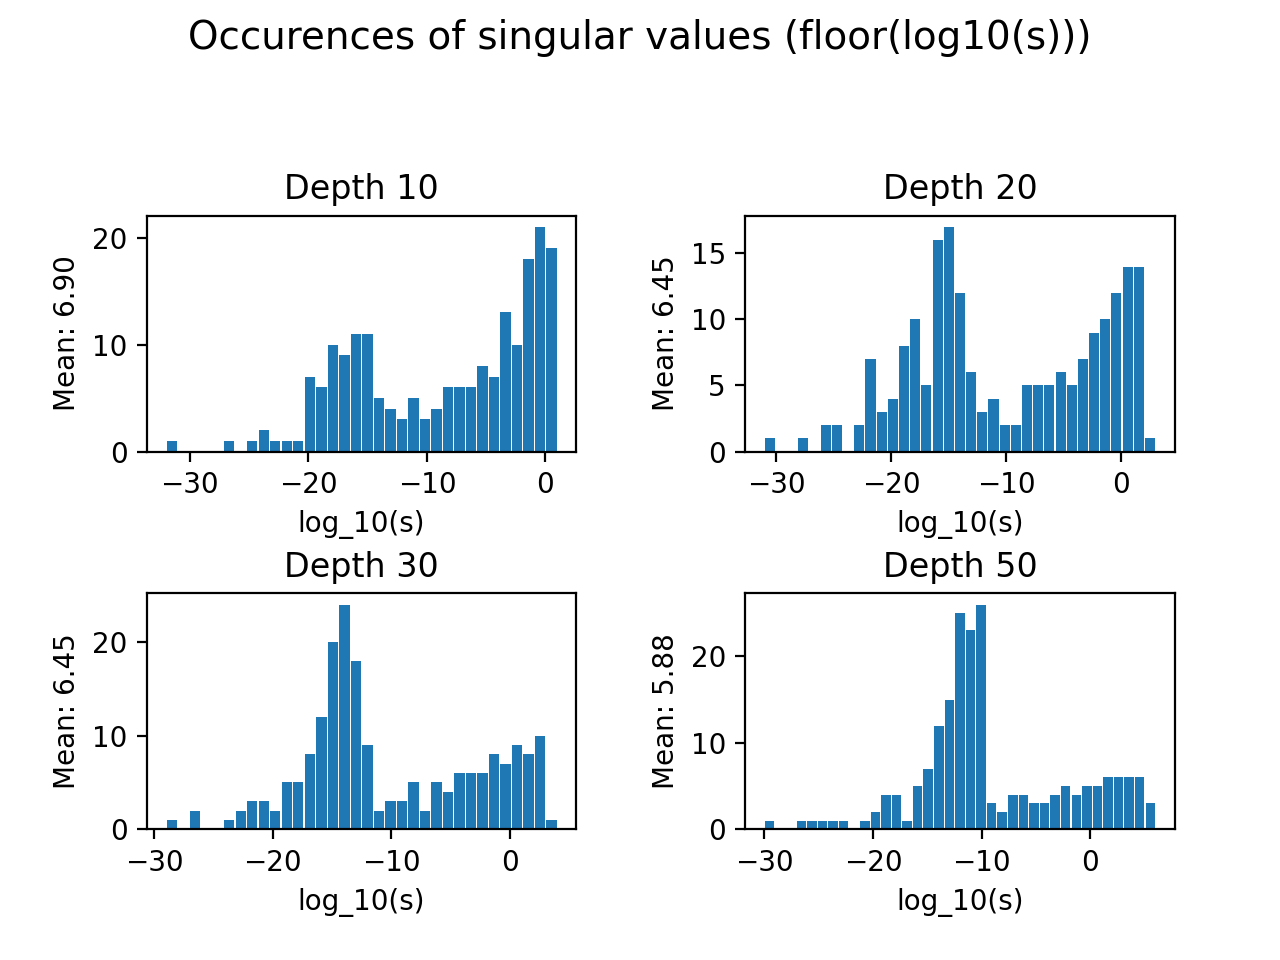 Occurences of singular values (floor(log10(s)))
Depth 10
Depth 20
Mean: 6.90
20
10
0
−30
−20
−10
0
log_10(s)
Mean: 6.45
15
10
5
0
−30
−20
−10
0
log_10(s)
Depth 30
Depth 50
Mean: 6.45
20
10
0
−30
−20
−10
0
log_10(s)
Mean: 5.88
20
10
0
−30
−20
−10
0
log_10(s)